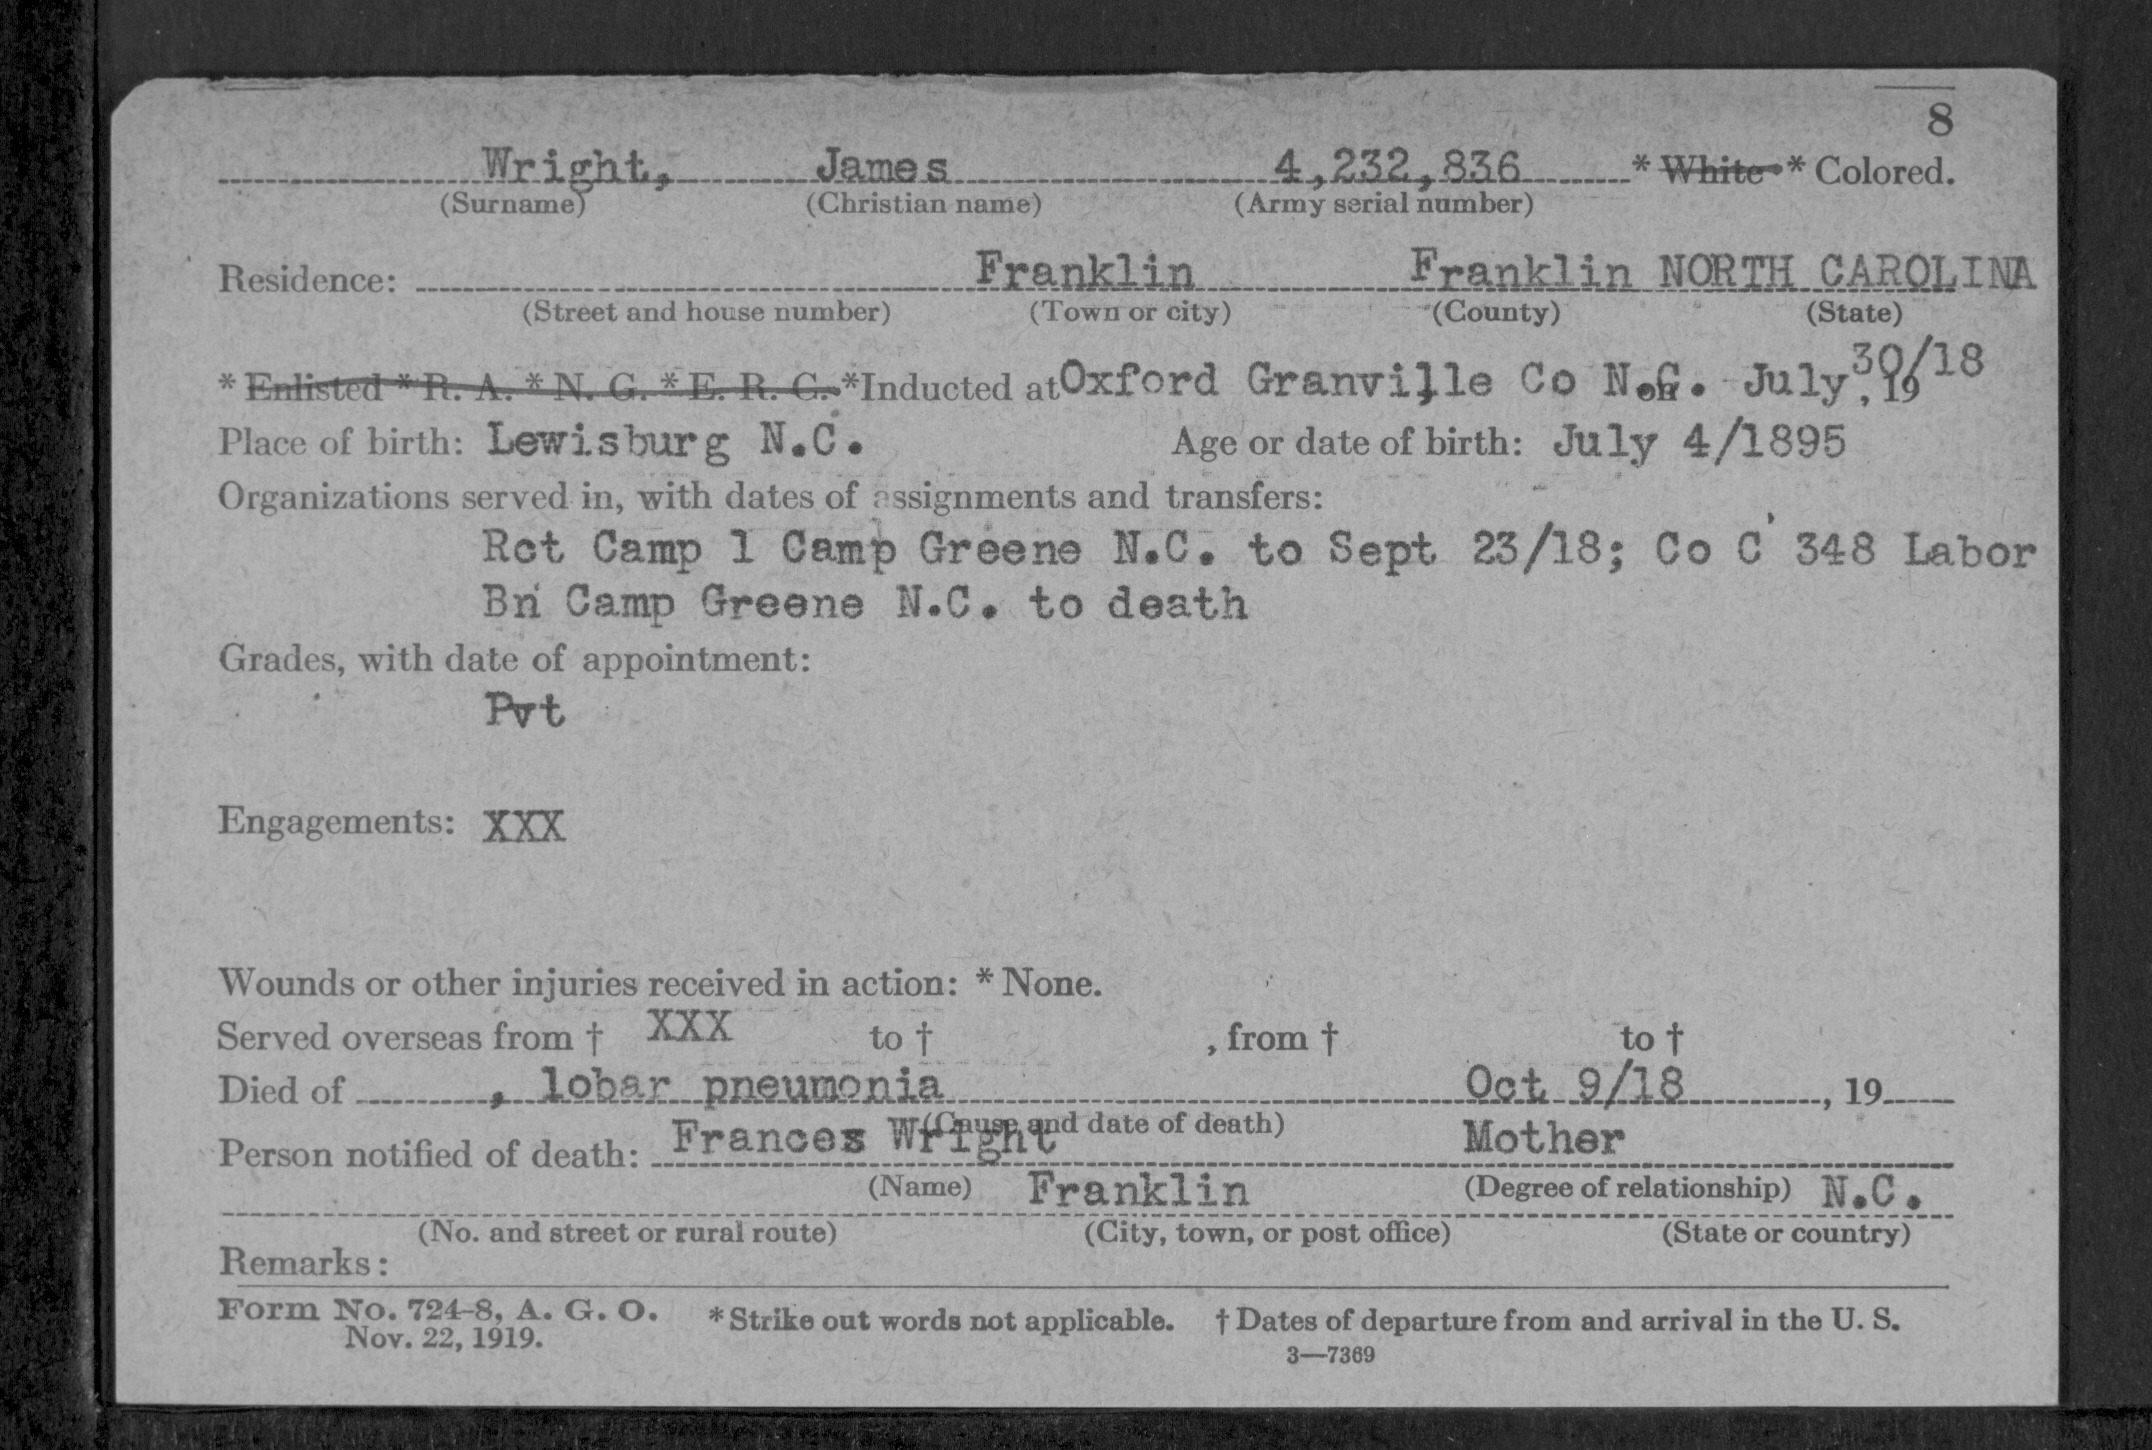 8
Wright, James 4,232,836 * White * Colored.
(Surname) (Christian name) (Army serial number)
Residence: Franklin Franklin NORTH CAROLINA
(Street and house number) (Town or city) (County) (State)
* Enlisted * R. A. * N. G. * E. R. C. * Inducted at Oxford Granville Co N.C. July 30/18, 19
Place of birth: Lewisburg N.C. Age or date of birth: July 4/1895
Organizations served in, with dates of assignments and transfers:
Rct Camp 1 Camp Greene N.C. to Sept 23/18; Co C 348 Labor
Bn Camp Greene N.C. to death
Grades, with date of appointment:
Pvt
Engagements: XXX
Wounds or other injuries received in action: * None.
Served overseas from † XXX to † , from † to †
Died of , lobar pneumonia Oct 9/18 , 19
(Cause and date of death)
Person notified of death: Frances Wright Mother
(Name) (Degree of relationship)
Franklin N.C.
(No. and street or rural route) (City, town, or post office) (State or country)
Remarks:
Form No. 724-8, A. G. O. * Strike out words not applicable. † Dates of departure from and arrival in the U. S.
Nov. 22, 1919.
3—7369